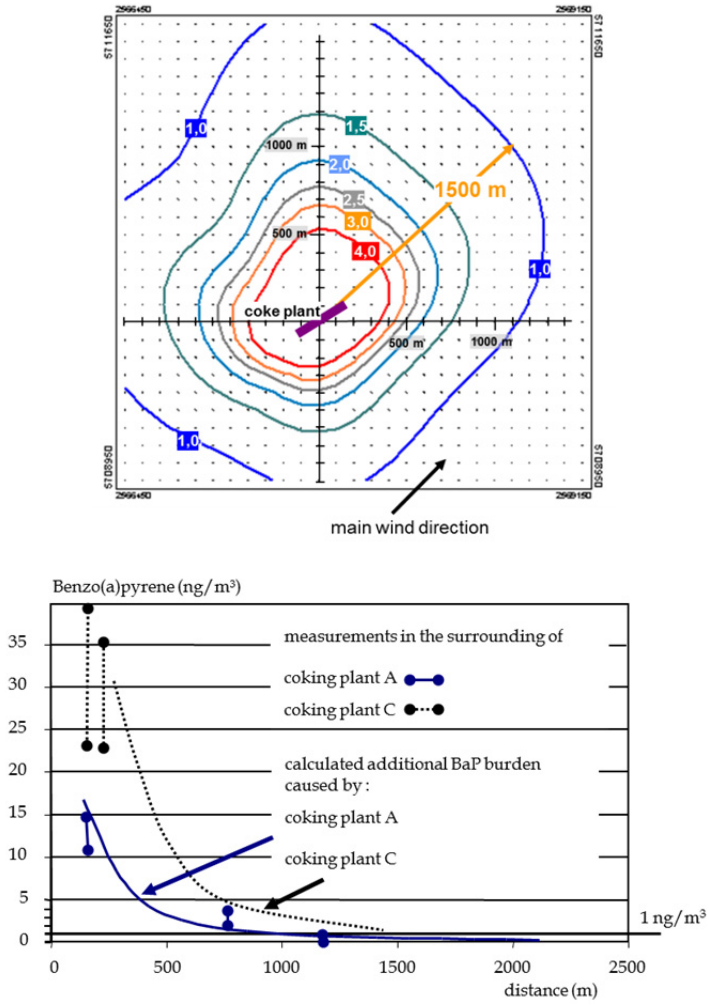 2566450
2569150
5711650
5711650
1,0
1,5
1000 m
2,0
1500 m
2,5
3,0
500 m
4,0
1,0
coke plant
500 m
1000 m
1,0
5708950
5708950
2566450
2569150
main wind direction
Benzo(a)pyrene (ng/m³)
35
measurements in the surrounding of
30
coking plant A
coking plant C
25
20
calculated additional BaP burden
caused by :
15
coking plant A
10
coking plant C
5
1 ng/m³
0
0 500 1000 1500 2000 2500
distance (m)